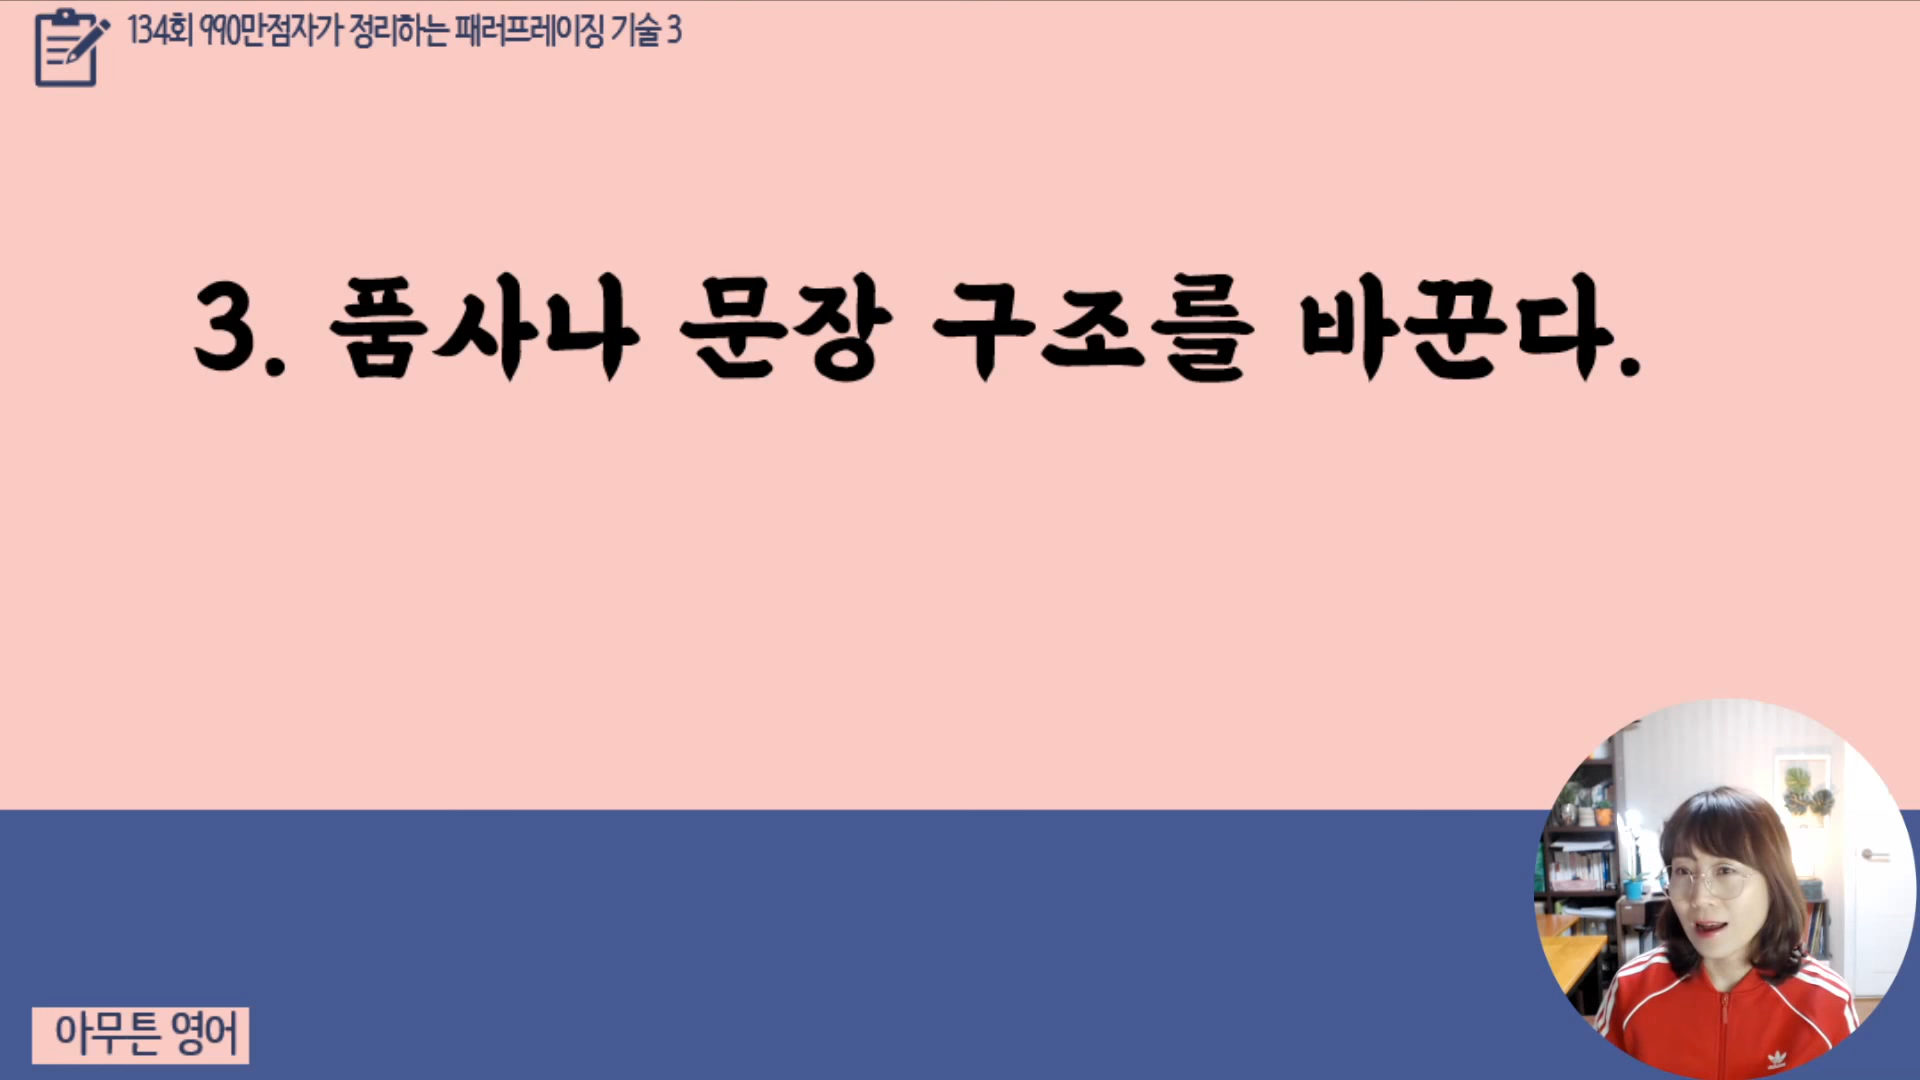 134회 990만점자가 정리하는 패러프레이징 기술 3
3. 품사나 문장 구조를 바꾼다.
아무튼 영어